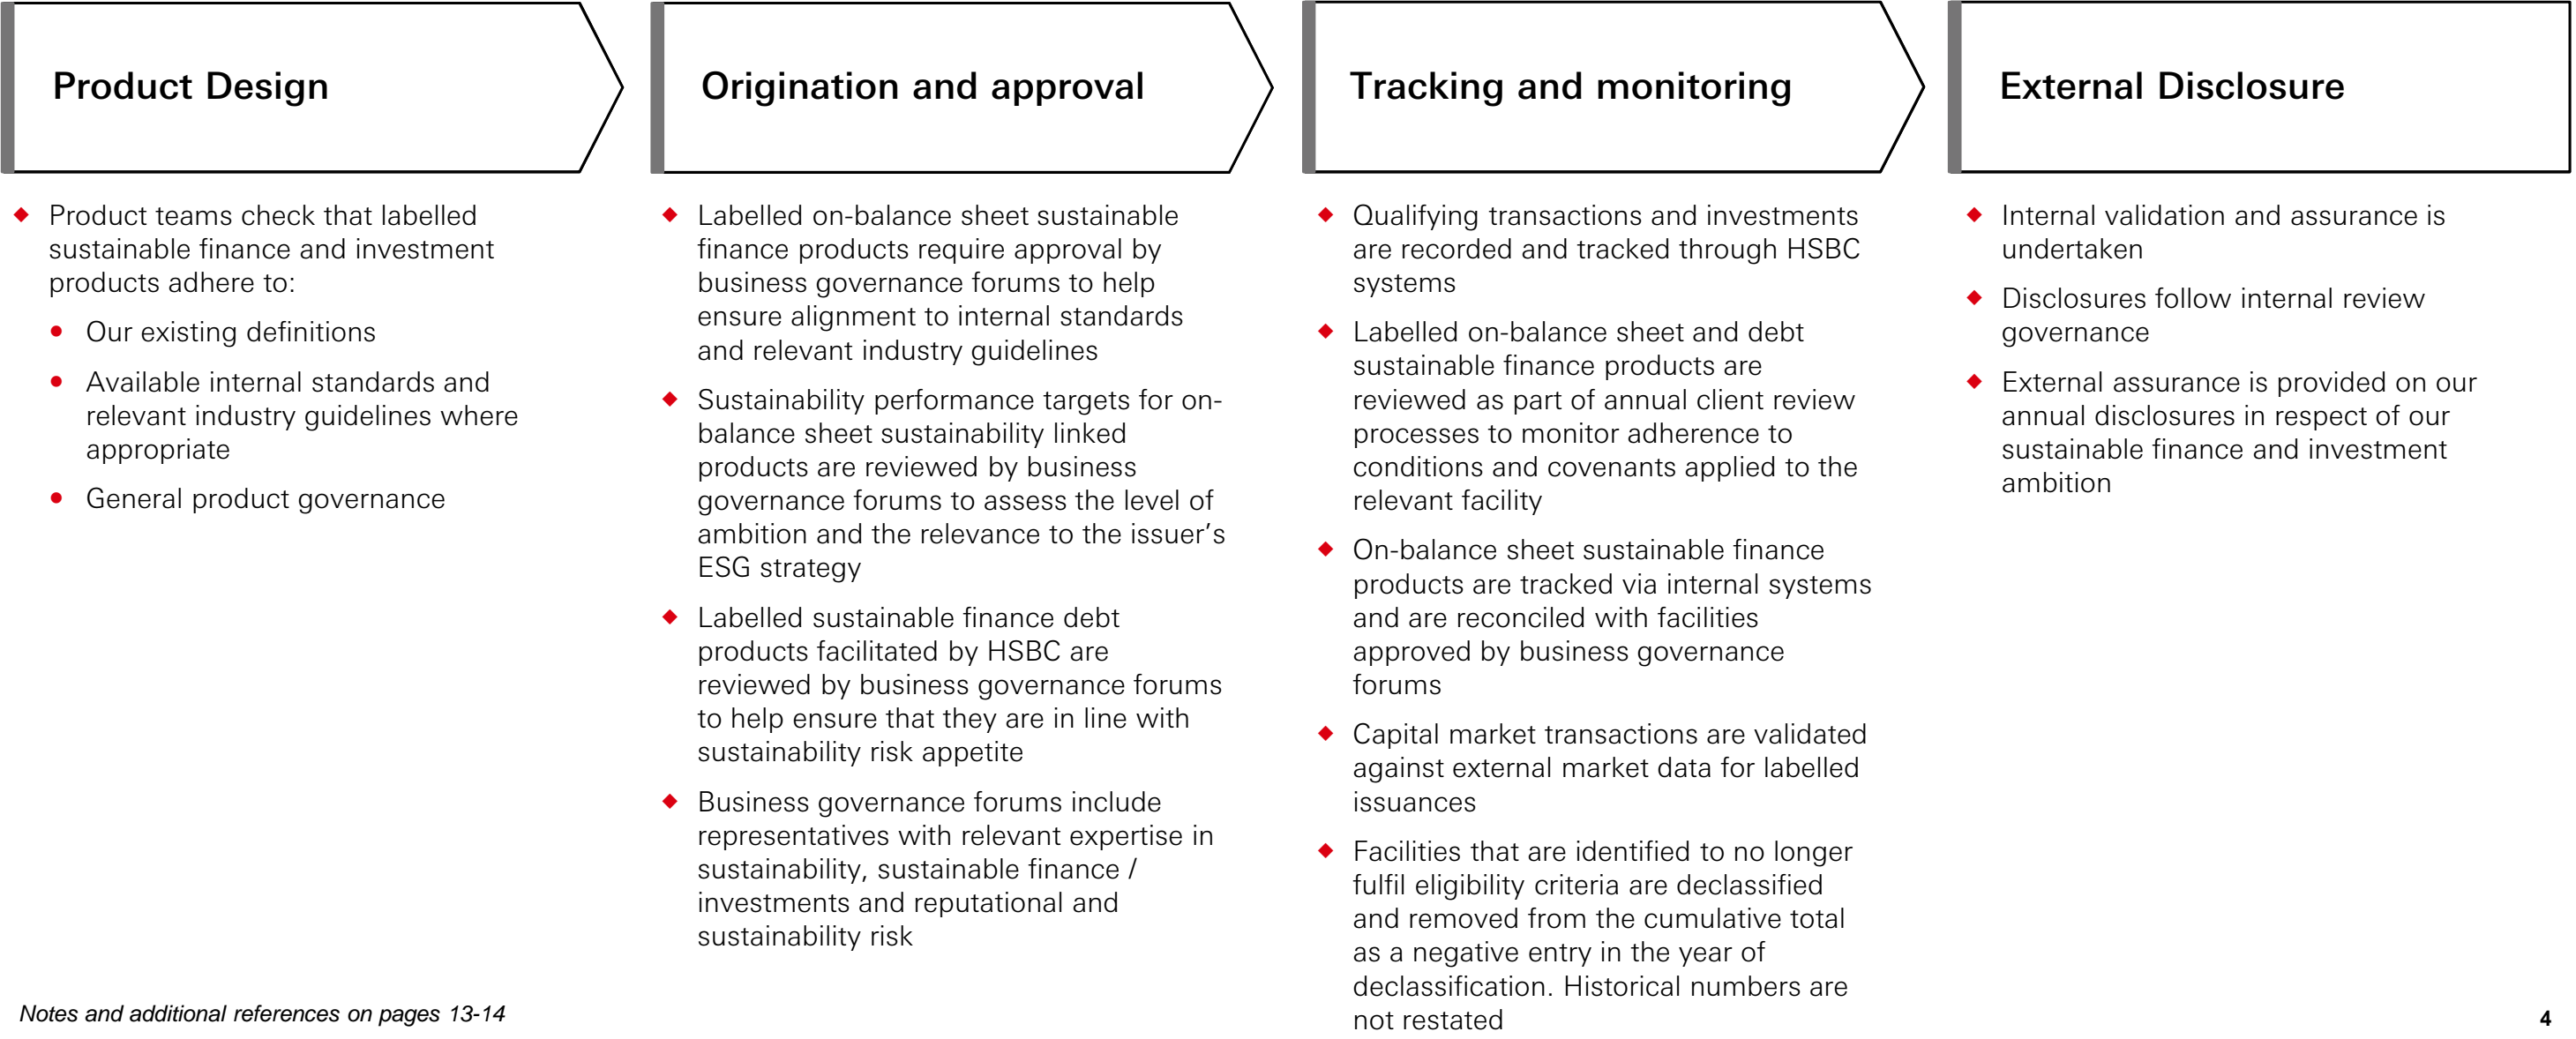 Product Design
Product teams check that labelled
sustainable finance and investment
products adhere to:
Our existing definitions
Available internal standards and
relevant industry guidelines where
appropriate
General product governance
Origination and approval
Labelled on-balance sheet sustainable
finance products require approval by
business governance forums to help
ensure alignment to internal standards
and relevant industry guidelines
Sustainability performance targets for on-
balance sheet sustainability linked
products are reviewed by business
governance forums to assess the level of
ambition and the relevance to the issuer’s
ESG strategy
Labelled sustainable finance debt
products facilitated by HSBC are
reviewed by business governance forums
to help ensure that they are in line with
sustainability risk appetite
Business governance forums include
representatives with relevant expertise in
sustainability, sustainable finance /
investments and reputational and
sustainability risk
Tracking and monitoring
Qualifying transactions and investments
are recorded and tracked through HSBC
systems
Labelled on-balance sheet and debt
sustainable finance products are
reviewed as part of annual client review
processes to monitor adherence to
conditions and covenants applied to the
relevant facility
On-balance sheet sustainable finance
products are tracked via internal systems
and are reconciled with facilities
approved by business governance
forums
Capital market transactions are validated
against external market data for labelled
issuances
Facilities that are identified to no longer
fulfil eligibility criteria are declassified
and removed from the cumulative total
as a negative entry in the year of
declassification. Historical numbers are
not restated
External Disclosure
Internal validation and assurance is
undertaken
Disclosures follow internal review
governance
External assurance is provided on our
annual disclosures in respect of our
sustainable finance and investment
ambition
Notes and additional references on pages 13-14
4